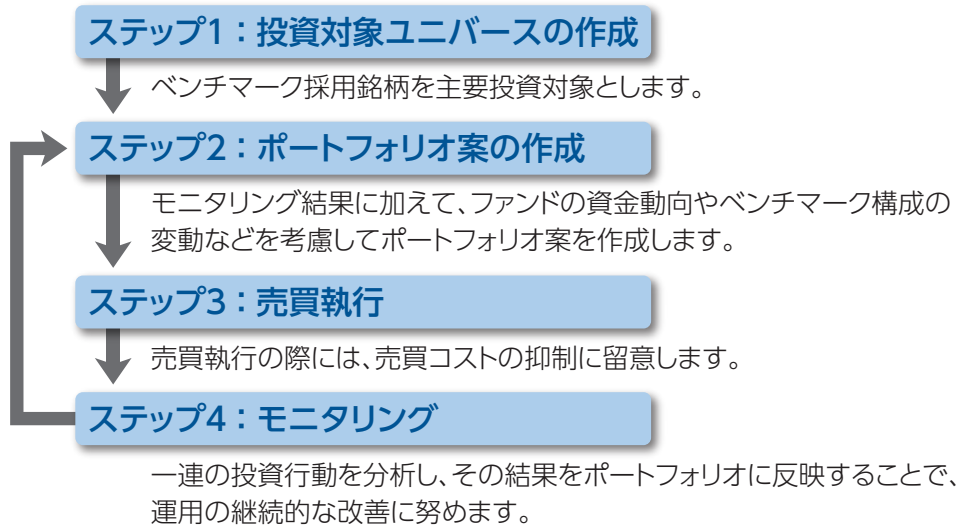 ステップ1：投資対象ユニバースの作成
ベンチマーク採用銘柄を主要投資対象とします。
ステップ2：ポートフォリオ案の作成
モニタリング結果に加えて、ファンドの資金動向やベンチマーク構成の
変動などを考慮してポートフォリオ案を作成します。
ステップ3：売買執行
売買執行の際には、売買コストの抑制に留意します。
ステップ4：モニタリング
一連の投資行動を分析し、その結果をポートフォリオに反映することで、
運用の継続的な改善に努めます。